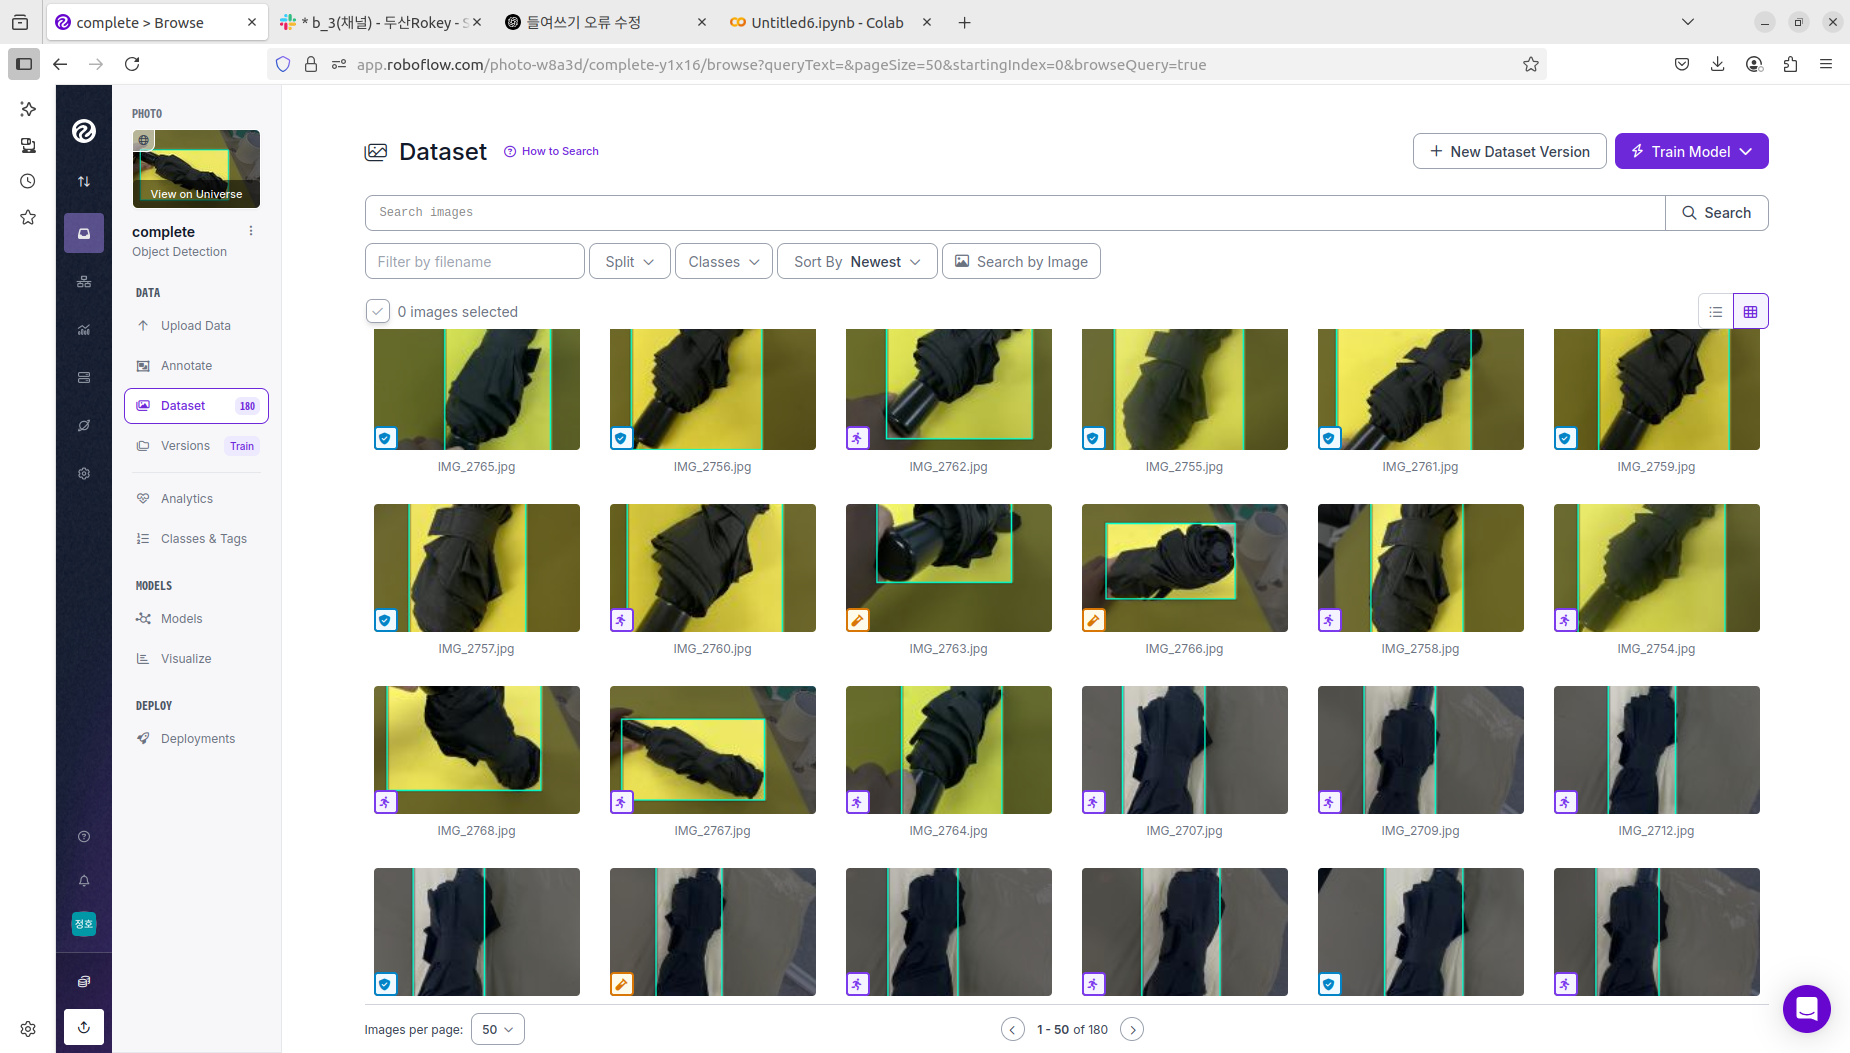 complete > Browse
* b_3(채널) - 두산Rokey - S
들여쓰기 오류 수정
Untitled6.ipynb - Colab
app.roboflow.com/photo-w8a3d/complete-y1x16/browse?queryText=&pageSize=50&startingIndex=0&browseQuery=true
PHOTO
View on Universe
complete
Object Detection
DATA
Upload Data
Annotate
Dataset 180
Versions Train
Analytics
Classes & Tags
MODELS
Models
Visualize
DEPLOY
Deployments
정호
Dataset
How to Search
New Dataset Version
Train Model
Search images
Search
Filter by filename
Split
Classes
Sort By Newest
Search by Image
0 images selected
IMG_2765.jpg
IMG_2756.jpg
IMG_2762.jpg
IMG_2755.jpg
IMG_2761.jpg
IMG_2759.jpg
IMG_2757.jpg
IMG_2760.jpg
IMG_2763.jpg
IMG_2766.jpg
IMG_2758.jpg
IMG_2754.jpg
IMG_2768.jpg
IMG_2767.jpg
IMG_2764.jpg
IMG_2707.jpg
IMG_2709.jpg
IMG_2712.jpg
Images per page: 50
1 - 50 of 180